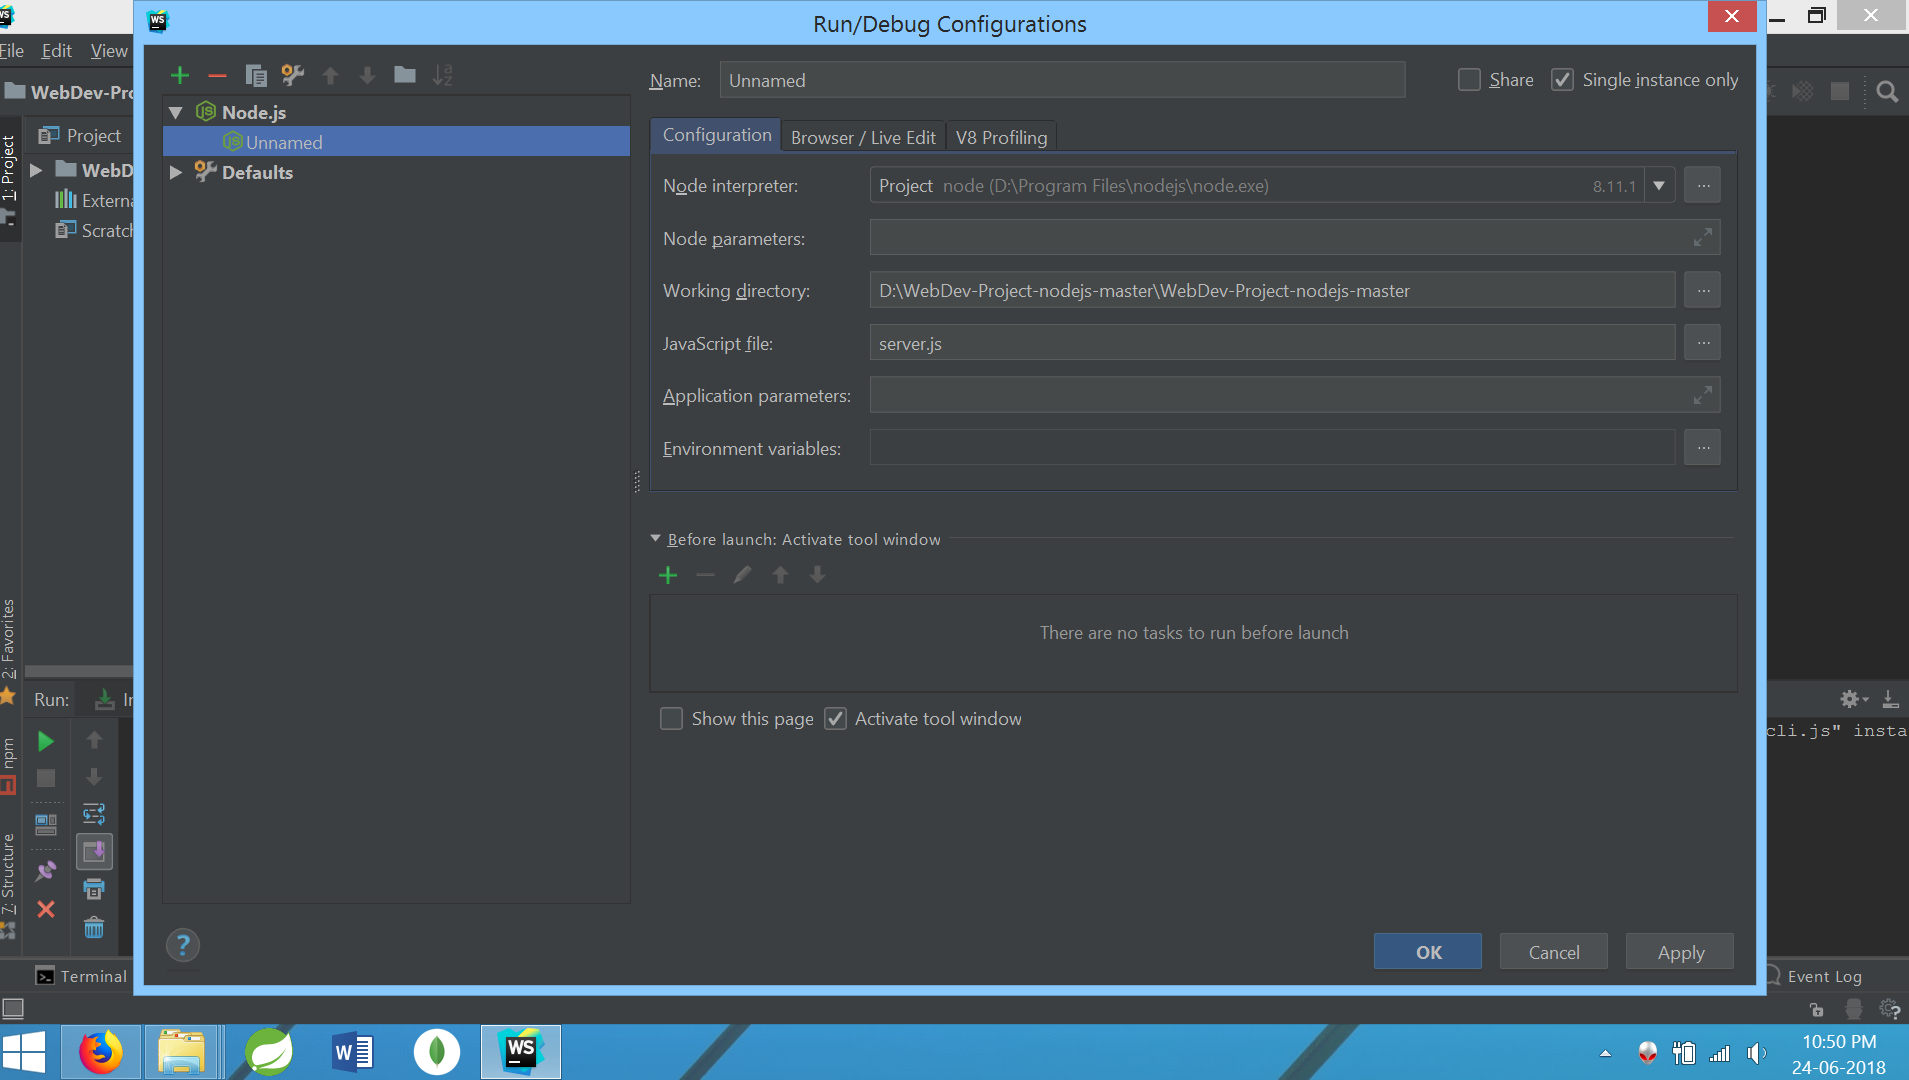 Run/Debug Configurations
File Edit View
WebDev-Pro
Project
1: Project
WebD
Externa
Scratch
Node.js
Unnamed
Defaults
Name: Unnamed
Share Single instance only
Configuration Browser / Live Edit V8 Profiling
Node interpreter: Project node (D:\Program Files\nodejs\node.exe) 8.11.1
Node parameters:
Working directory: D:\WebDev-Project-nodejs-master\WebDev-Project-nodejs-master
JavaScript file: server.js
Application parameters:
Environment variables:
Before launch: Activate tool window
There are no tasks to run before launch
Show this page Activate tool window
2: Favorites
Run: In
cli.js" insta
npm
7: Structure
OK Cancel Apply
Terminal
Event Log
WS
10:50 PM
24-06-2018